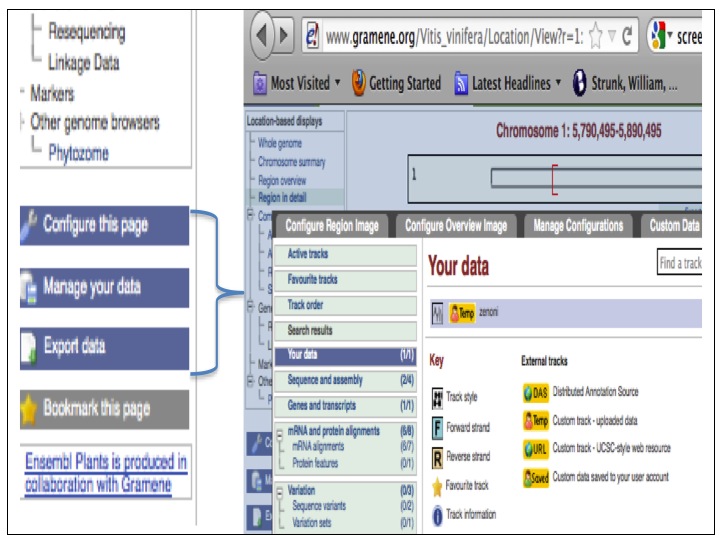 Resequencing
Linkage Data
Markers
Other genome browsers
Phytozome
Configure this page
Manage your data
Export data
Bookmark this page
Ensembl Plants is produced in
collaboration with Gramene
www.gramene.org/Vitis_vinifera/Location/View?r=1:
scree
Most Visited
Getting Started
Latest Headlines
Strunk, William, ...
Location-based displays
Whole genome
Chromosome summary
Region overview
Region in detail
Com
Gene
Mark
Othe
Chromosome 1: 5,790,495-5,890,495
1
Configure Region Image
Configure Overview Image
Manage Configurations
Custom Data
Active tracks
Favourite tracks
Track order
Search results
Your data (1/1)
Sequence and assembly (2/4)
Genes and transcripts (1/1)
mRNA and protein alignments (6/8)
mRNA alignments (6/7)
Protein features (0/1)
Variation (0/3)
Sequence variants (0/2)
Variation sets (0/1)
Your data
Find a track
Temp zenoni
Key
Track style
F Forward strand
R Reverse strand
Favourite track
Track information
External tracks
DAS Distributed Annotation Source
Temp Custom track - uploaded data
URL Custom track - UCSC-style web resource
Saved Custom data saved to your user account